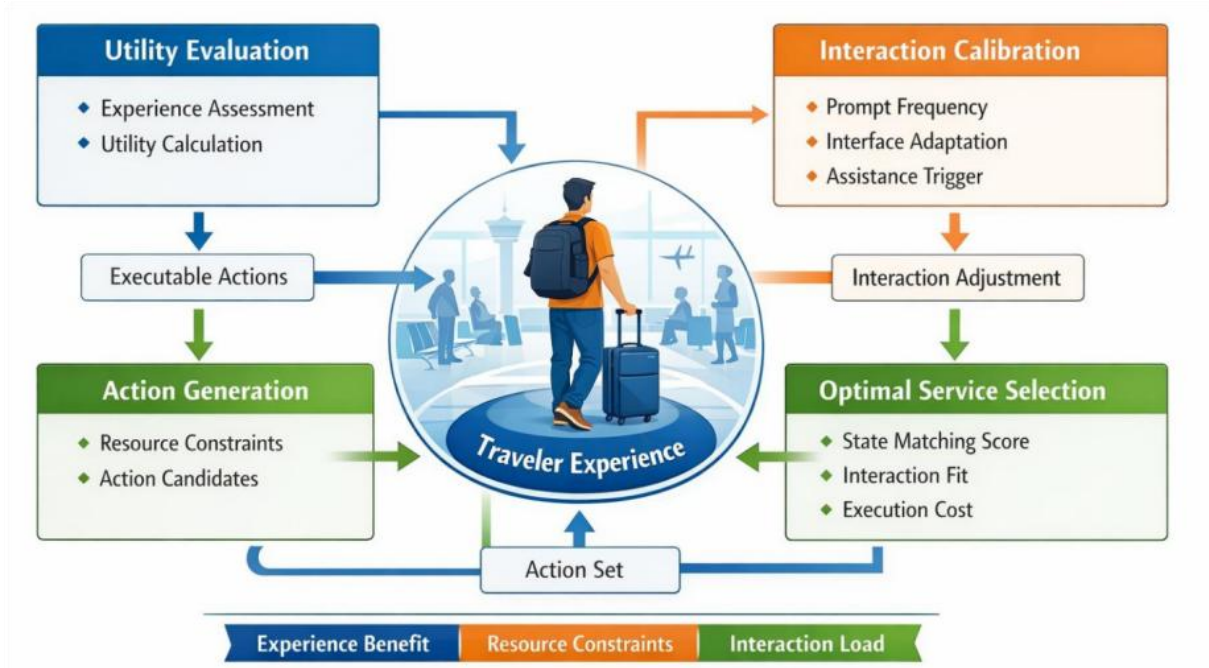 Utility Evaluation
Experience Assessment
Utility Calculation
Interaction Calibration
Prompt Frequency
Interface Adaptation
Assistance Trigger
Executable Actions
Interaction Adjustment
Action Generation
Resource Constraints
Action Candidates
Traveler Experience
Optimal Service Selection
State Matching Score
Interaction Fit
Execution Cost
Action Set
Experience Benefit
Resource Constraints
Interaction Load